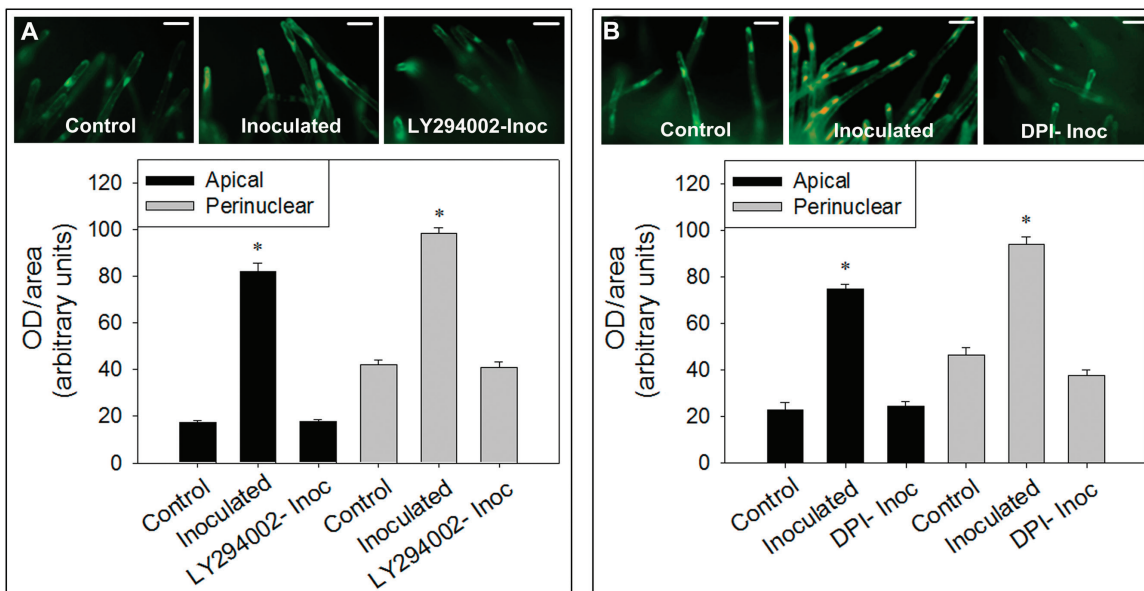 A
Control
Inoculated
LY294002-Inoc
120
100
80
60
40
20
0
OD/area
(arbitrary units)
Apical
Perinuclear
*
*
Control
Inoculated
LY294002- Inoc
Control
Inoculated
LY294002- Inoc
B
Control
Inoculated
DPI- Inoc
120
100
80
60
40
20
0
OD/area
(arbitrary units)
Apical
Perinuclear
*
*
Control
Inoculated
DPI- Inoc
Control
Inoculated
DPI- Inoc